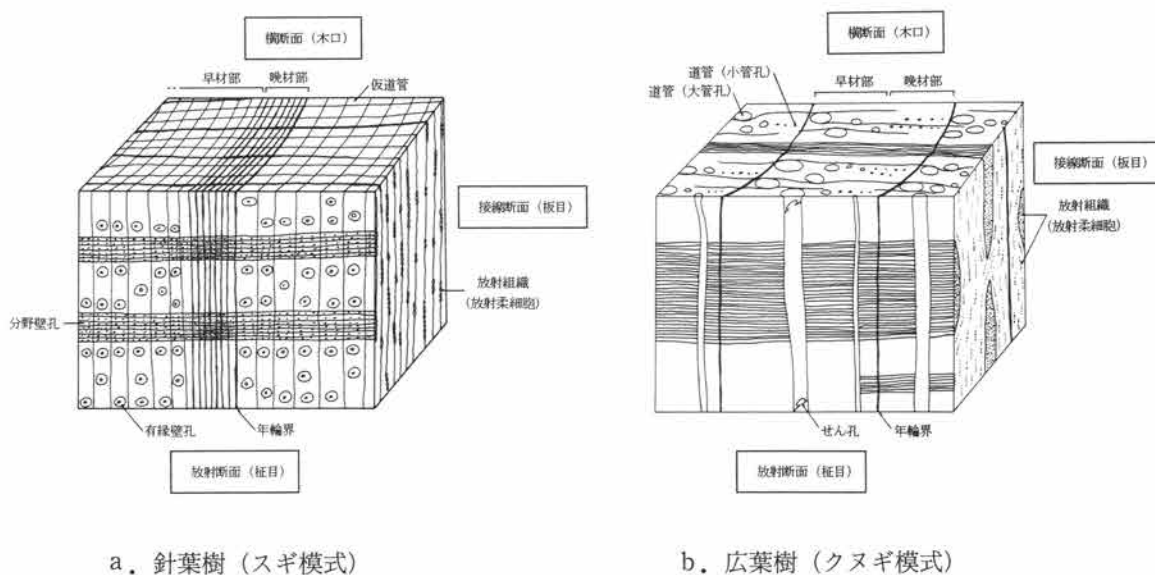 横断面（木口）
早材部
晩材部
仮道管
接線断面（板目）
放射組織
（放射柔細胞）
分野壁孔
有縁壁孔
年輪界
放射断面（柾目）
a．針葉樹（スギ模式）
横断面（木口）
道管（小管孔）
道管（大管孔）
早材部
晩材部
接線断面（板目）
放射組織
（放射柔細胞）
せん孔
年輪界
放射断面（柾目）
b．広葉樹（クヌギ模式）